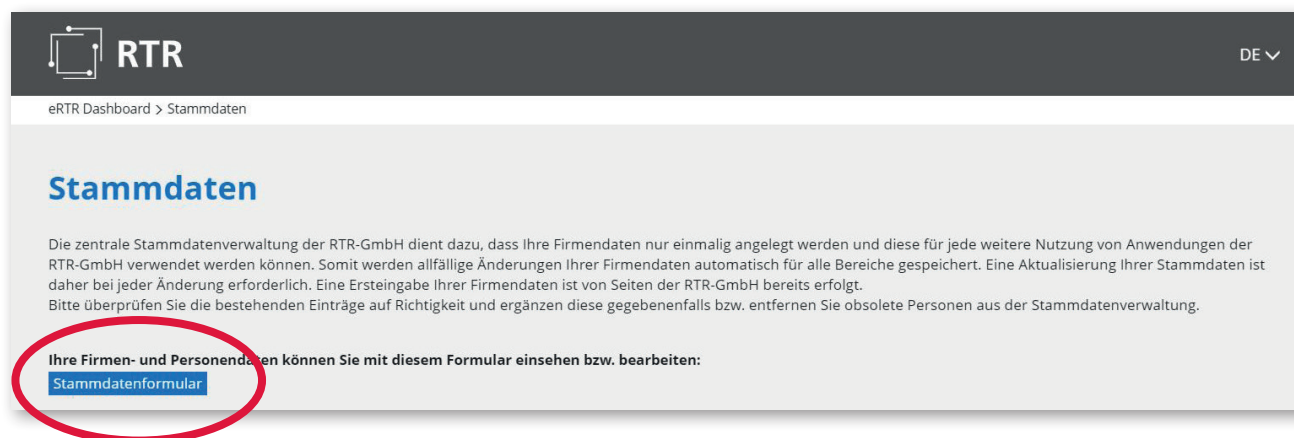 RTR
DE
eRTR Dashboard > Stammdaten
Stammdaten
Die zentrale Stammdatenverwaltung der RTR-GmbH dient dazu, dass Ihre Firmendaten nur einmalig angelegt werden und diese für jede weitere Nutzung von Anwendungen der
RTR-GmbH verwendet werden können. Somit werden allfällige Änderungen Ihrer Firmendaten automatisch für alle Bereiche gespeichert. Eine Aktualisierung Ihrer Stammdaten ist
daher bei jeder Änderung erforderlich. Eine Ersteingabe Ihrer Firmendaten ist von Seiten der RTR-GmbH bereits erfolgt.
Bitte überprüfen Sie die bestehenden Einträge auf Richtigkeit und ergänzen diese gegebenenfalls bzw. entfernen Sie obsolete Personen aus der Stammdatenverwaltung.
Ihre Firmen- und Personendaten können Sie mit diesem Formular einsehen bzw. bearbeiten:
Stammdatenformular